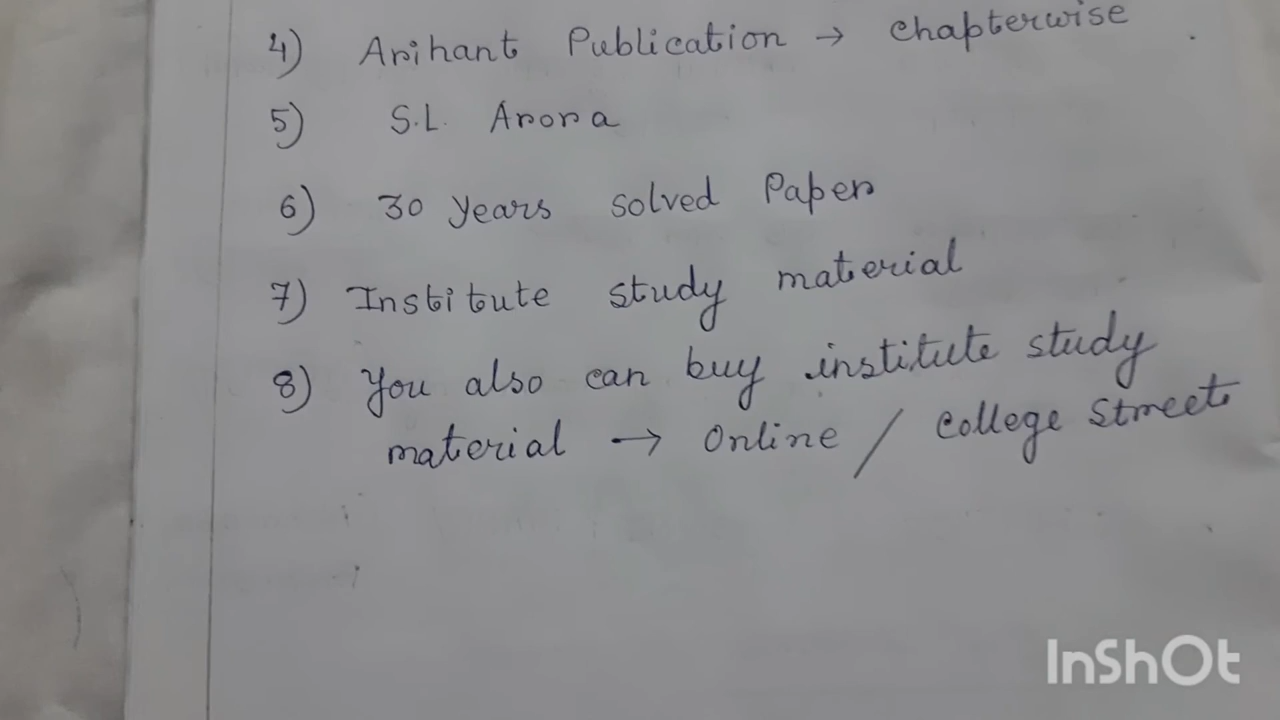 4) Arihant Publication → Chapterwise
5) S.L. Arora
6) 30 Years solved Paper
7) Institute study material
8) You also can buy institute study
material → Online / College Street
InShOt